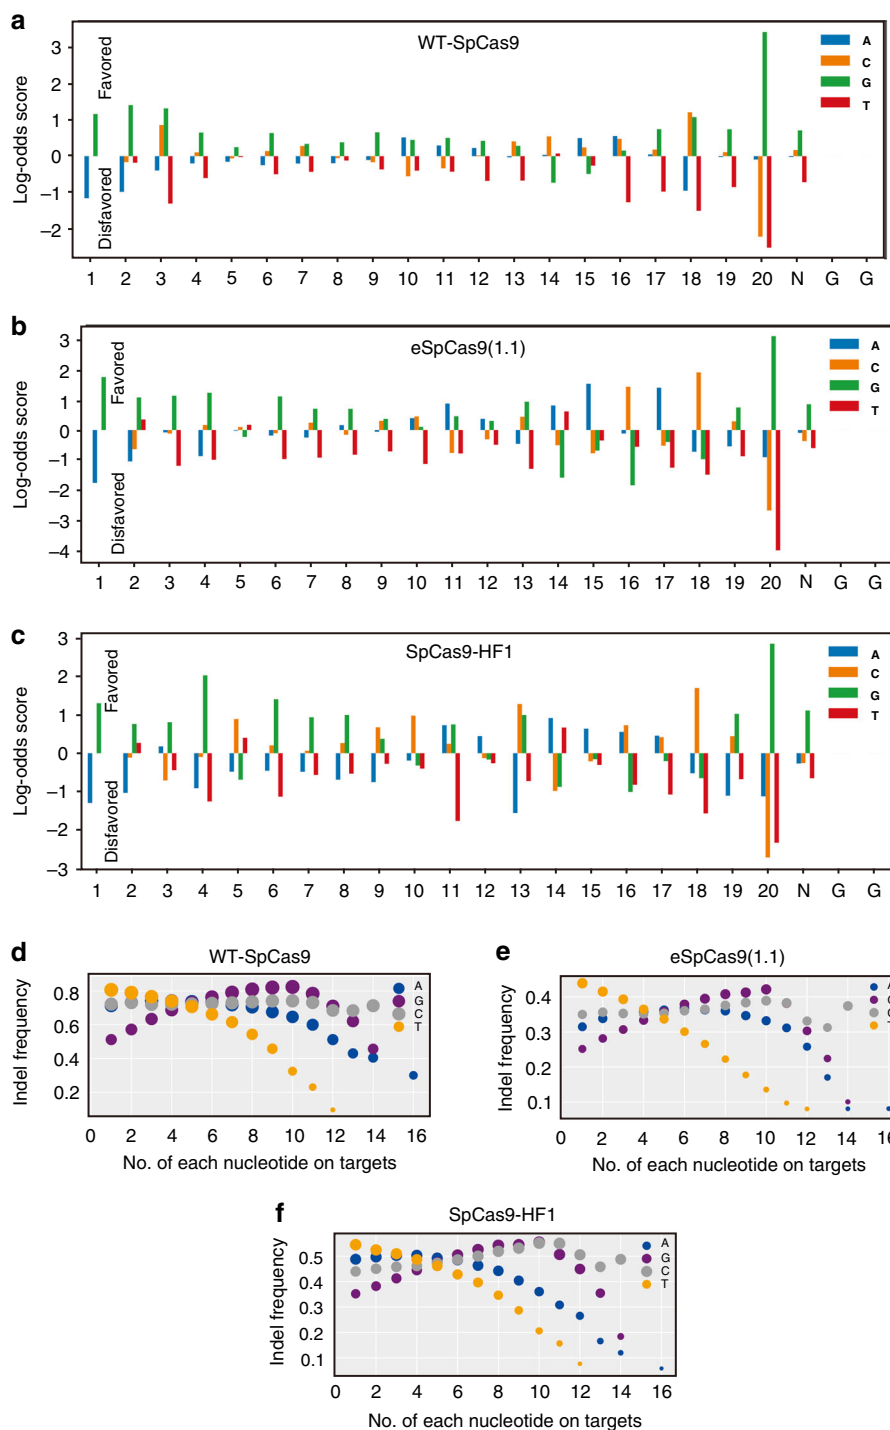 a
WT-SpCas9
A
C
G
T
Log-odds score
Favored
Disfavored
3
2
1
0
–1
–2
1 2 3 4 5 6 7 8 9 10 11 12 13 14 15 16 17 18 19 20 N G G
b
eSpCas9(1.1)
A
C
G
T
Log-odds score
Favored
Disfavored
3
2
1
0
–1
–2
–3
–4
1 2 3 4 5 6 7 8 9 10 11 12 13 14 15 16 17 18 19 20 N G G
c
SpCas9-HF1
A
C
G
T
Log-odds score
Favored
Disfavored
3
2
1
0
–1
–2
–3
1 2 3 4 5 6 7 8 9 10 11 12 13 14 15 16 17 18 19 20 N G G
d
WT-SpCas9
A
G
C
T
Indel frequency
0.8
0.6
0.4
0.2
0 2 4 6 8 10 12 14 16
No. of each nucleotide on targets
e
eSpCas9(1.1)
Indel frequency
0.4
0.3
0.2
0.1
0 2 4 6 8 10 12 14 16
No. of each nucleotide on targets
f
SpCas9-HF1
A
G
C
T
Indel frequency
0.5
0.4
0.3
0.2
0.1
0 2 4 6 8 10 12 14 16
No. of each nucleotide on targets